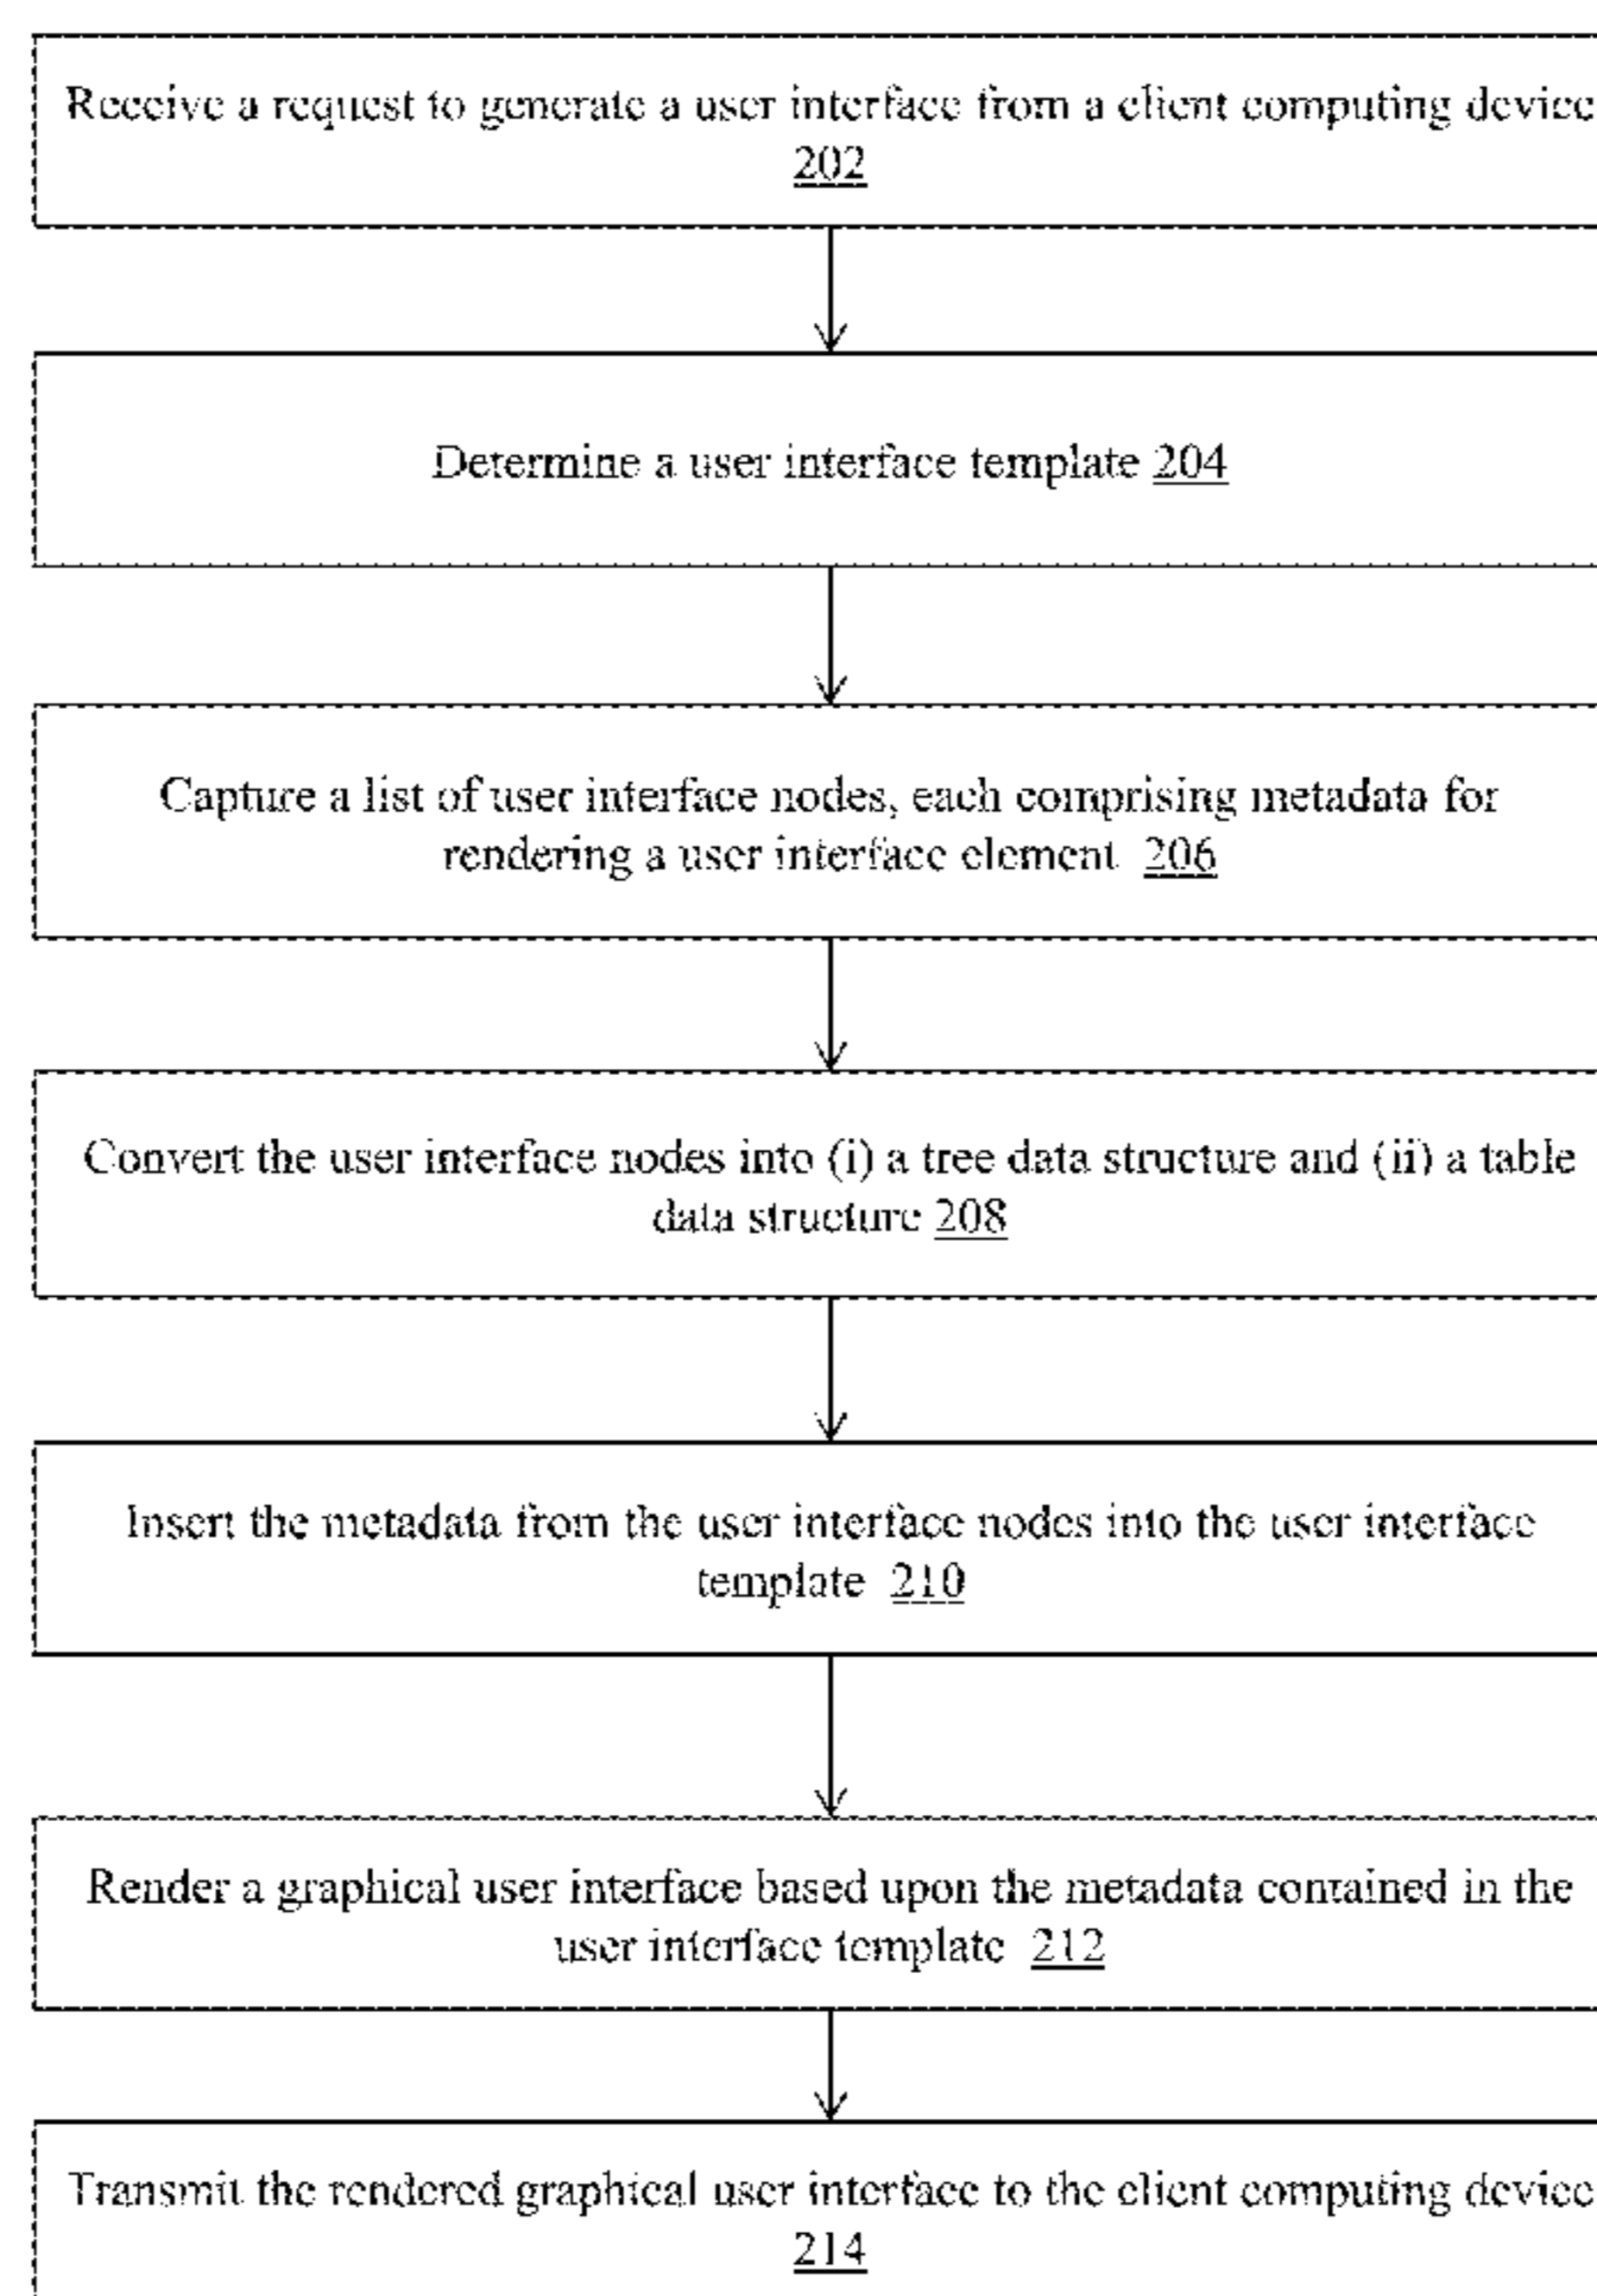 Receive a request to generate a user interface from a client computing device
202
Determine a user interface template 204
Capture a list of user interface nodes, each comprising metadata for
rendering a user interface element 206
Convert the user interface nodes into (i) a tree data structure and (ii) a table
data structure 208
Insert the metadata from the user interface nodes into the user interface
template 210
Render a graphical user interface based upon the metadata contained in the
user interface template 212
Transmit the rendered graphical user interface to the client computing device
214